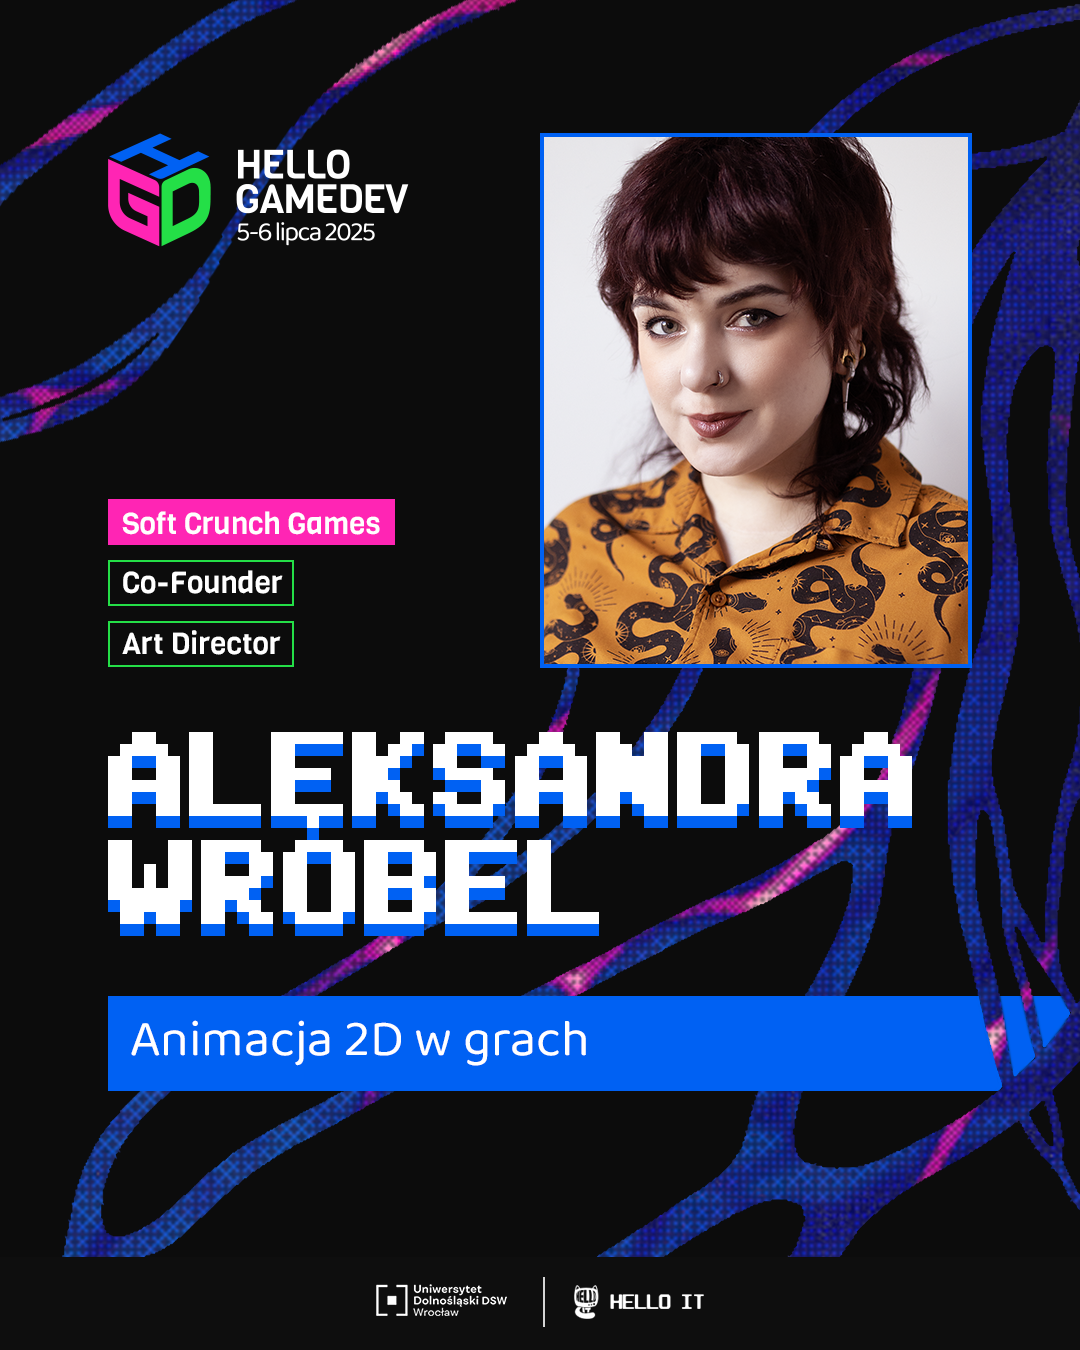 HELLO
GAMEDEV
5-6 lipca 2025
Soft Crunch Games
Co-Founder
Art Director
ALEKSANDRA
WRÓBEL
Animacja 2D w grach
Uniwersytet
Dolnośląski DSW
Wrocław
HELLO IT